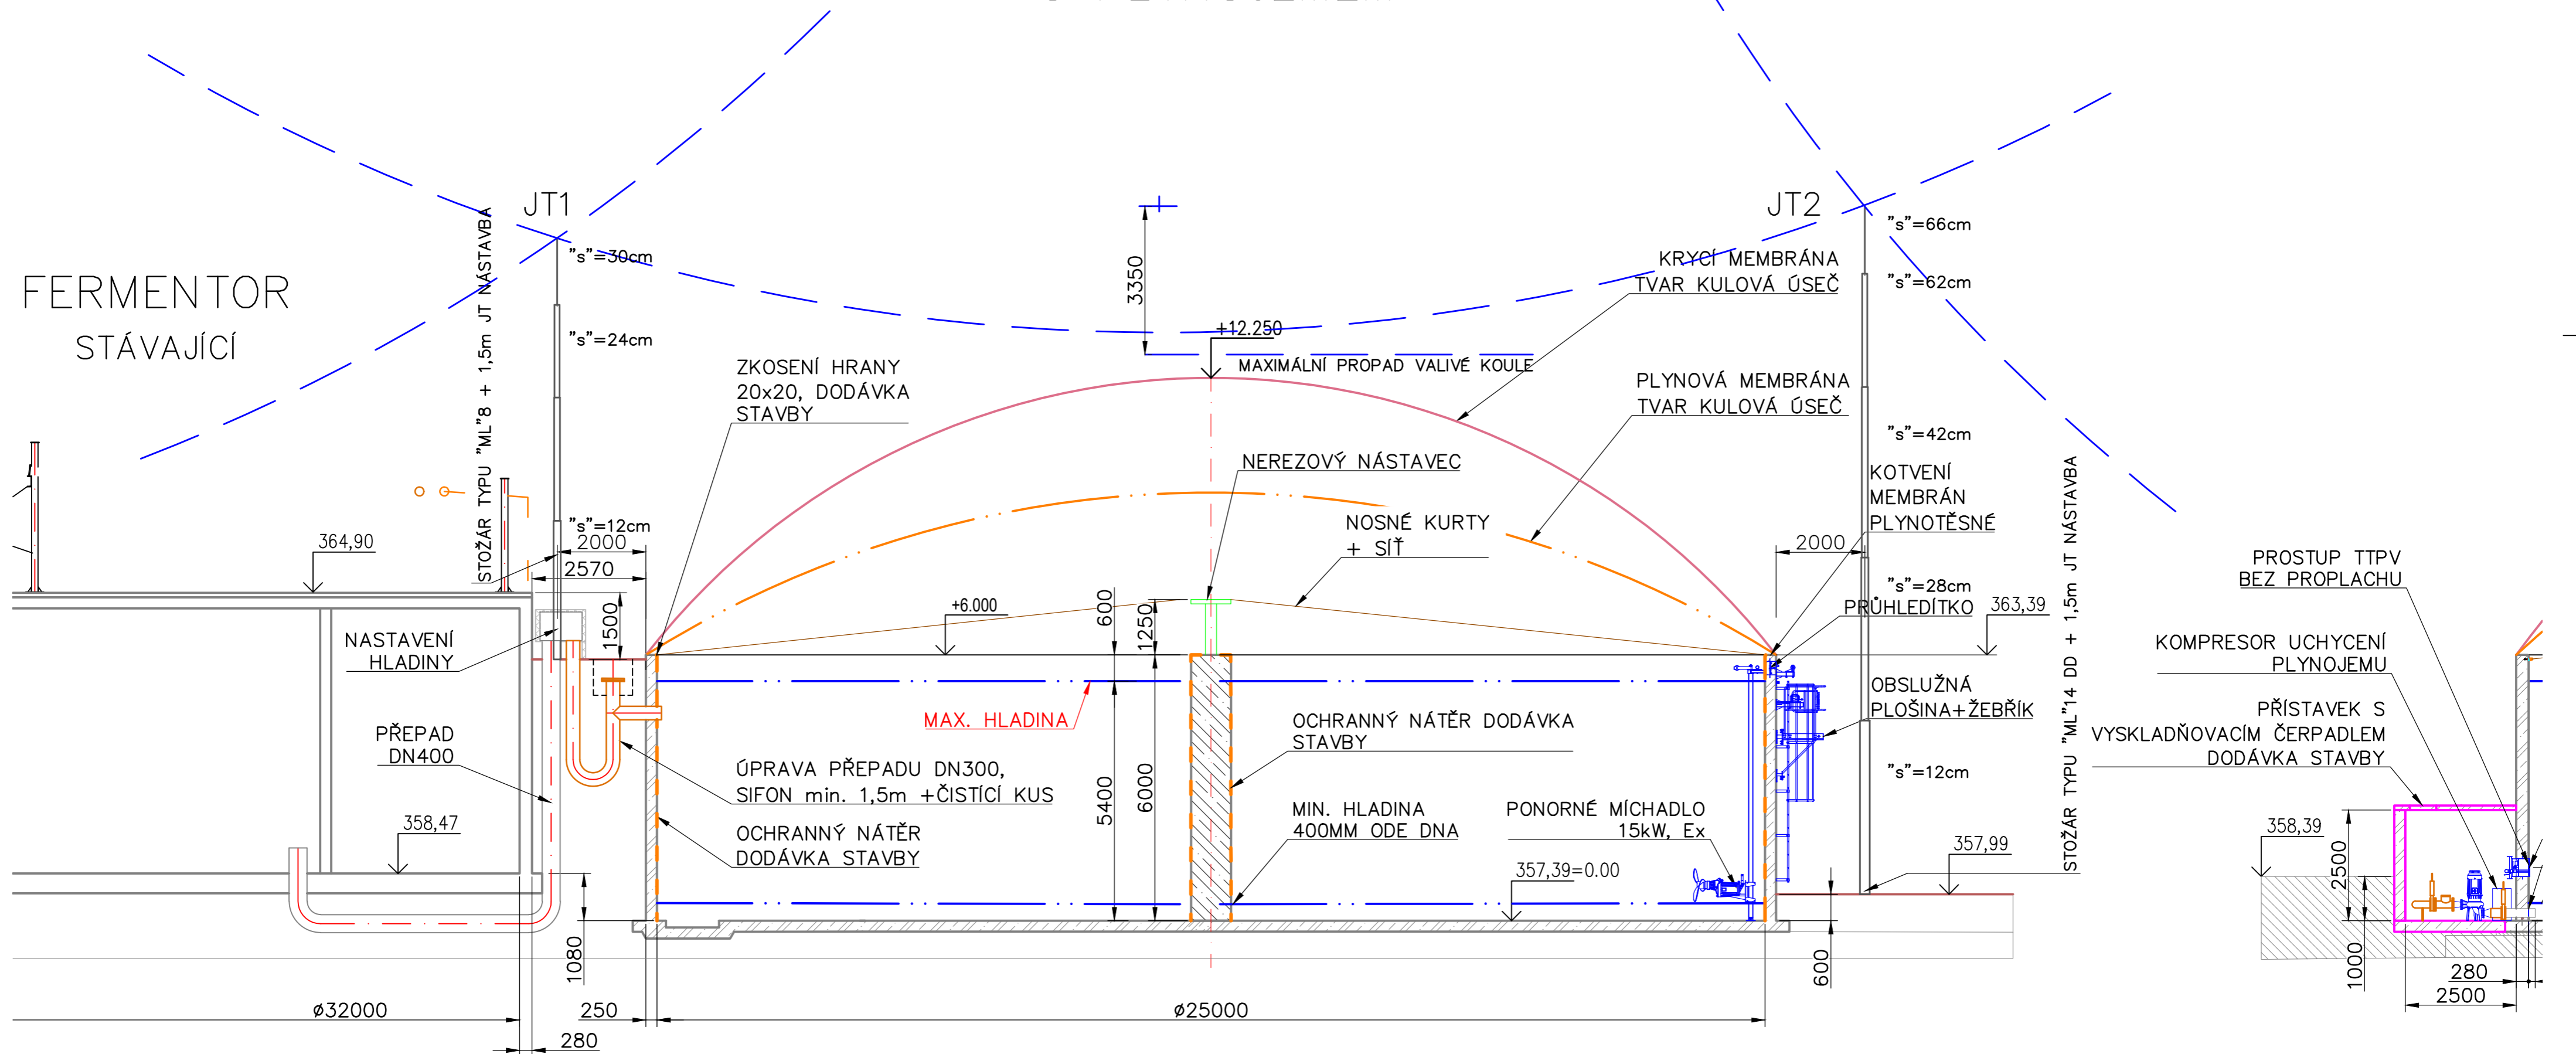 JT1
JT2
"s"=30cm
"s"=24cm
"s"=12cm
STOŽÁR TYPU "ML"8 + 1,5m JT NÁSTAVBA
FERMENTOR
STÁVAJÍCÍ
3350
+12.250
MAXIMÁLNÍ PROPAD VALIVÉ KOULE
KRYCÍ MEMBRÁNA
TVAR KULOVÁ ÚSEČ
PLYNOVÁ MEMBRÁNA
TVAR KULOVÁ ÚSEČ
"s"=66cm
"s"=62cm
"s"=42cm
"s"=28cm
"s"=12cm
ZKOSENÍ HRANY
20x20, DODÁVKA
STAVBY
NEREZOVÝ NÁSTAVEC
NOSNÉ KURTY
+ SÍŤ
KOTVENÍ
MEMBRÁN
PLYNOTĚSNÉ
2000
2570
1500
364,90
+6.000
600
1250
2000
PRŮHLEDÍTKO
363,39
STOŽÁR TYPU "ML"14 DD + 1,5m JT NÁSTAVBA
PROSTUP TTPV
BEZ PROPLACHU
KOMPRESOR UCHYCENÍ
PLYNOJEMU
PŘÍSTAVEK S
VYSKLADŇOVACÍM ČERPADLEM
DODÁVKA STAVBY
NASTAVENÍ
HLADINY
MAX. HLADINA
OCHRANNÝ NÁTĚR DODÁVKA
STAVBY
OBSLUŽNÁ
PLOŠINA+ŽEBŘÍK
PŘEPAD
DN400
ÚPRAVA PŘEPADU DN300,
SIFON min. 1,5m +ČISTÍCÍ KUS
5400
6000
OCHRANNÝ NÁTĚR
DODÁVKA STAVBY
MIN. HLADINA
400MM ODE DNA
PONORNÉ MÍCHADLO
15kW, Ex
358,47
357,39=0.00
357,99
358,39
2500
1000
1080
600
ø32000
250
ø25000
280
280
2500